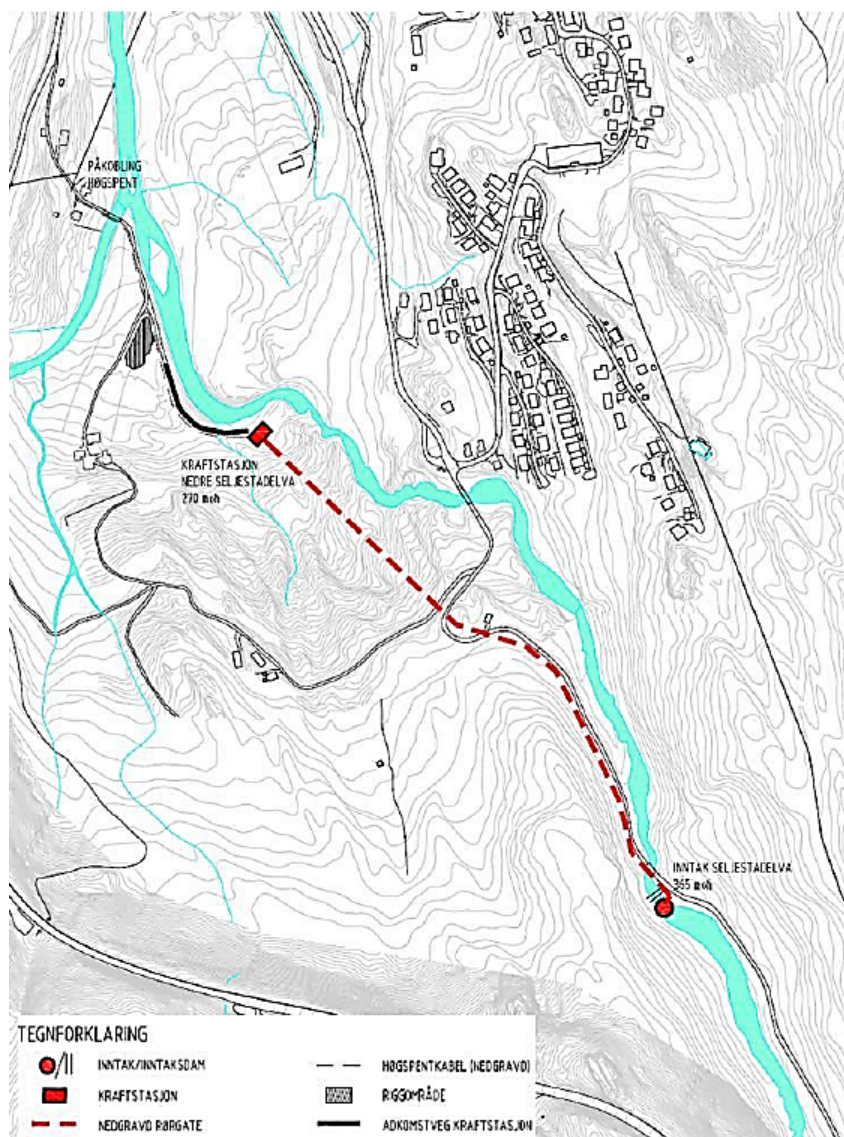 PÅKOBLING
HØGSPENT
KRAFTSTASJON
NEDRE SELJESTADELVA
270 moh
INNTAK SELJESTADELVA
365 moh
TEGNFORKLARING
INNTAK/INNTAKSDAM
KRAFTSTASJON
NEDGRAVD RØRGATE
HØGSPENTKABEL (NEDGRAVD)
RIGGOMRÅDE
ADKOMSTVEG KRAFTSTASJON